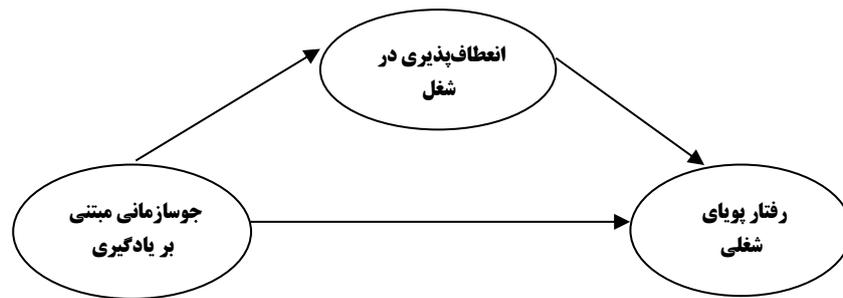 انعطاف‌پذیری در
شغل
جوسازمانی مبتنی
بر یادگیری
رفتار پویای
شغلی